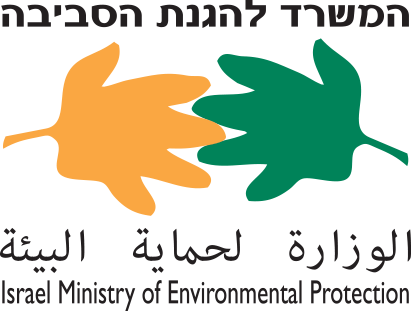 המשרד להגנת הסביבה
الوزارة لحماية البيئة
Israel Ministry of Environmental Protection